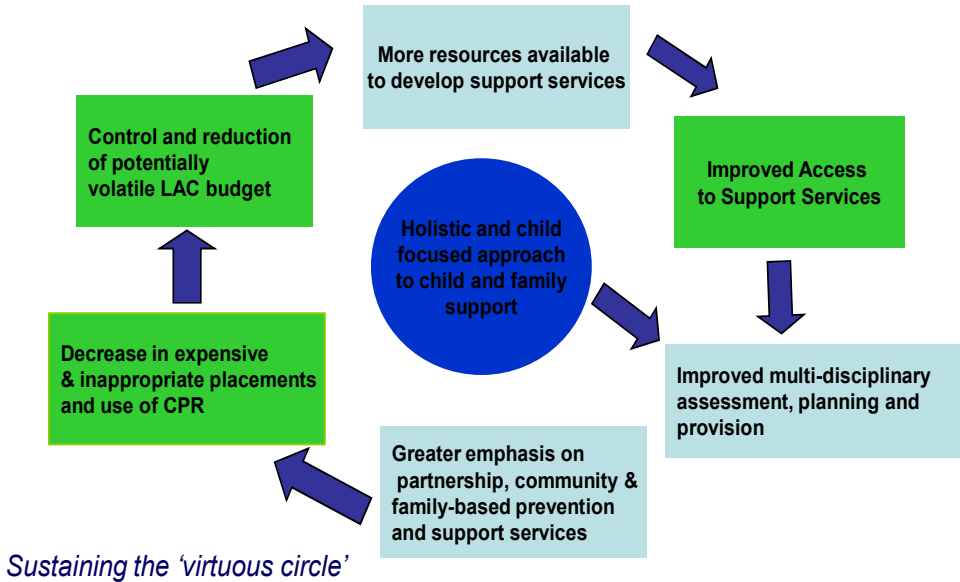 More resources available
to develop support services
Control and reduction
of potentially
volatile LAC budget
Improved Access
to Support Services
Holistic and child
focused approach
to child and family
support
Decrease in expensive
& inappropriate placements
and use of CPR
Improved multi-disciplinary
assessment, planning and
provision
Greater emphasis on
partnership, community &
family-based prevention
and support services
Sustaining the ‘virtuous circle’